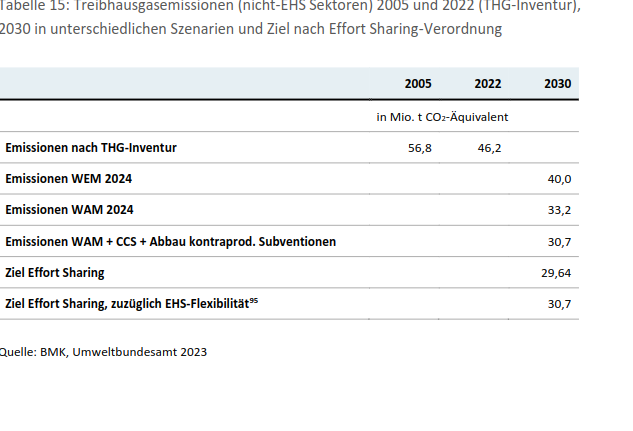 Tabelle 15: Treibhausgasemissionen (nicht-EHS Sektoren) 2005 und 2022 (THG-Inventur),
2030 in unterschiedlichen Szenarien und Ziel nach Effort Sharing-Verordnung
2005 2022 2030
in Mio. t CO₂-Äquivalent
Emissionen nach THG-Inventur 56,8 46,2
Emissionen WEM 2024 40,0
Emissionen WAM 2024 33,2
Emissionen WAM + CCS + Abbau kontraprod. Subventionen 30,7
Ziel Effort Sharing 29,64
Ziel Effort Sharing, zuzüglich EHS-Flexibilität⁹⁵ 30,7
Quelle: BMK, Umweltbundesamt 2023